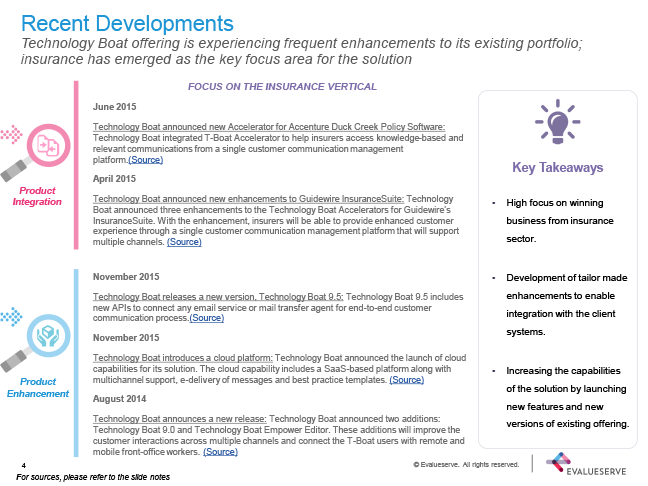 Recent Developments
Technology Boat offering is experiencing frequent enhancements to its existing portfolio;
insurance has emerged as the key focus area for the solution
FOCUS ON THE INSURANCE VERTICAL
Product
Integration
June 2015
Technology Boat announced new Accelerator for Accenture Duck Creek Policy Software:
Technology Boat integrated T-Boat Accelerator to help insurers access knowledge-based and
relevant communications from a single customer communication management
platform.(Source)
April 2015
Technology Boat announced new enhancements to Guidewire InsuranceSuite: Technology
Boat announced three enhancements to the Technology Boat Accelerators for Guidewire's
InsuranceSuite. With the enhancement, insurers will be able to provide enhanced customer
experience through a single customer communication management platform that will support
multiple channels. (Source)
Product
Enhancement
November 2015
Technology Boat releases a new version, Technology Boat 9.5: Technology Boat 9.5 includes
new APIs to connect any email service or mail transfer agent for end-to-end customer
communication process.(Source)
November 2015
Technology Boat introduces a cloud platform: Technology Boat announced the launch of cloud
capabilities for its solution. The cloud capability includes a SaaS-based platform along with
multichannel support, e-delivery of messages and best practice templates. (Source)
August 2014
Technology Boat announces a new release: Technology Boat announced two additions:
Technology Boat 9.0 and Technology Boat Empower Editor. These additions will improve the
customer interactions across multiple channels and connect the T-Boat users with remote and
mobile front-office workers. (Source)
Key Takeaways
• High focus on winning
business from insurance
sector.
• Development of tailor made
enhancements to enable
integration with the client
systems.
• Increasing the capabilities
of the solution by launching
new features and new
versions of existing offering.
4
© Evalueserve. All rights reserved.
EVALUESERVE
For sources, please refer to the slide notes